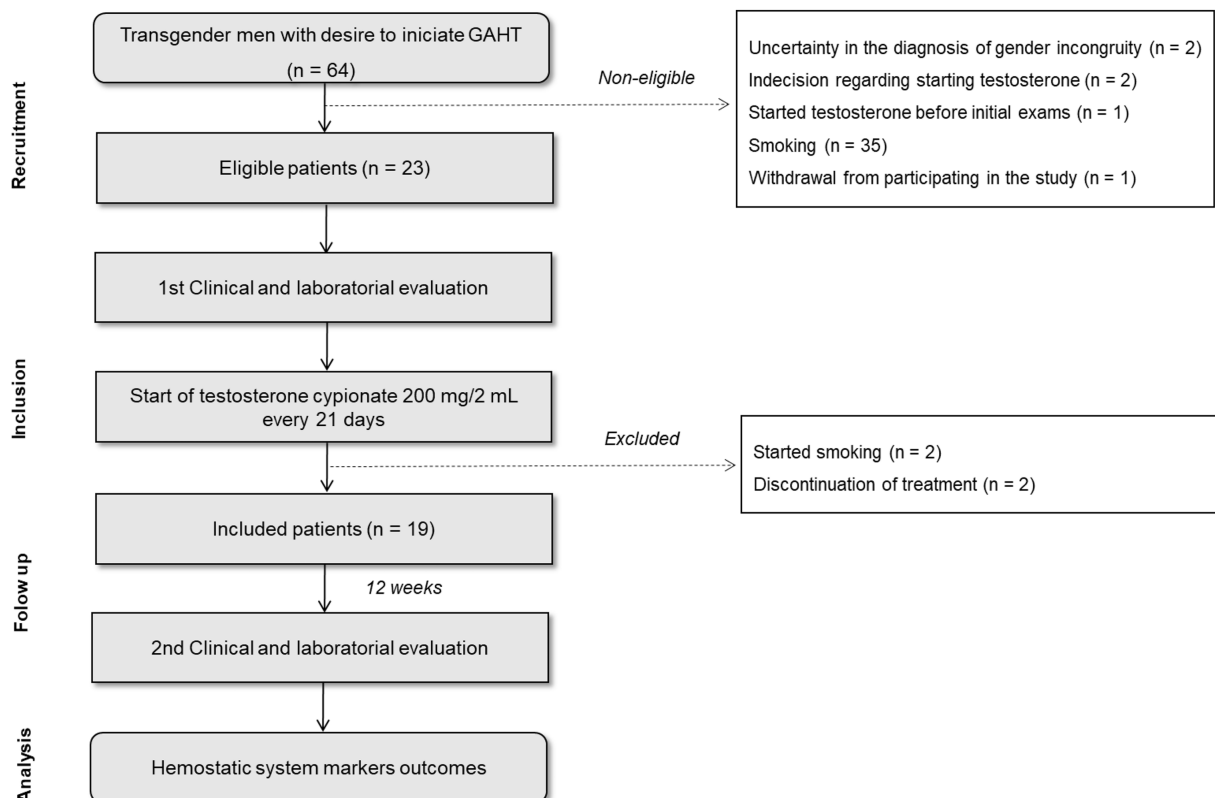 Transgender men with desire to iniciate GAHT
(n = 64)
Non-eligible
Uncertainty in the diagnosis of gender incongruity (n = 2)
Indecision regarding starting testosterone (n = 2)
Started testosterone before initial exams (n = 1)
Smoking (n = 35)
Withdrawal from participating in the study (n = 1)
Recruitment
Eligible patients (n = 23)
1st Clinical and laboratorial evaluation
Inclusion
Start of testosterone cypionate 200 mg/2 mL
every 21 days
Excluded
Started smoking (n = 2)
Discontinuation of treatment (n = 2)
Included patients (n = 19)
Folow up
12 weeks
2nd Clinical and laboratorial evaluation
Analysis
Hemostatic system markers outcomes